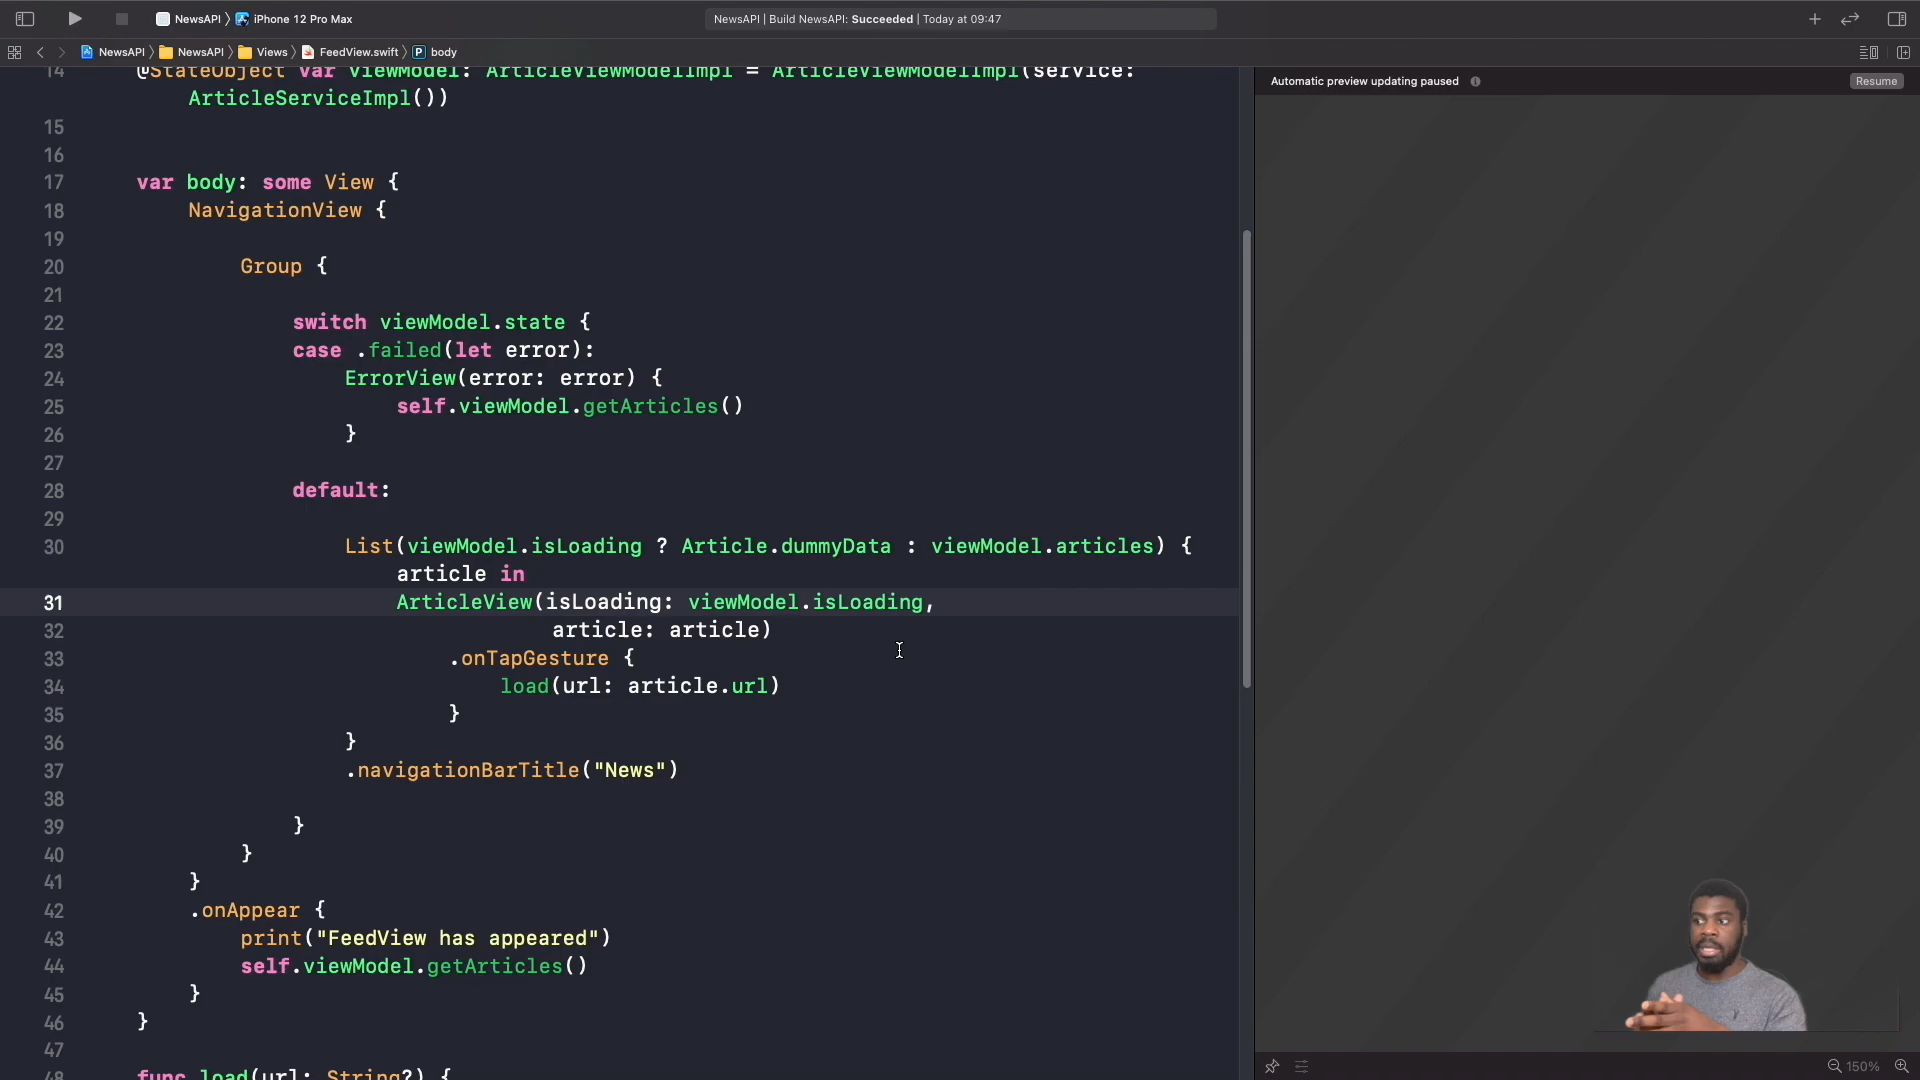 NewsAPI 〉 iPhone 12 Pro Max
NewsAPI | Build NewsAPI: Succeeded | Today at 09:47
NewsAPI 〉 NewsAPI 〉 Views 〉 FeedView.swift 〉 P body
Automatic preview updating paused
Resume
14 @StateObject var viewModel: ArticleViewModelImpl = ArticleViewModelImpl(service:
ArticleServiceImpl())
15
16
17 var body: some View {
18 NavigationView {
19
20 Group {
21
22 switch viewModel.state {
23 case .failed(let error):
24 ErrorView(error: error) {
25 self.viewModel.getArticles()
26 }
27
28 default:
29
30 List(viewModel.isLoading ? Article.dummyData : viewModel.articles) {
article in
31 ArticleView(isLoading: viewModel.isLoading,
32 article: article)
33 .onTapGesture {
34 load(url: article.url)
35 }
36 }
37 .navigationBarTitle("News")
38
39 }
40 }
41 }
42 .onAppear {
43 print("FeedView has appeared")
44 self.viewModel.getArticles()
45 }
46 }
47
48 func load(url: String?) {
150%